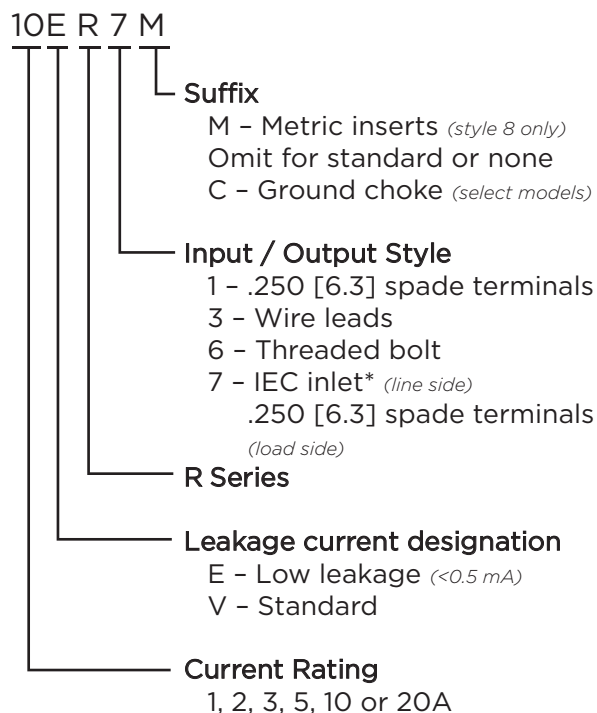 10E R 7 M
Suffix
M – Metric inserts (style 8 only)
Omit for standard or none
C – Ground choke (select models)
Input / Output Style
1 – .250 [6.3] spade terminals
3 – Wire leads
6 – Threaded bolt
7 – IEC inlet* (line side)
.250 [6.3] spade terminals
(load side)
R Series
Leakage current designation
E – Low leakage (<0.5 mA)
V – Standard
Current Rating
1, 2, 3, 5, 10 or 20A